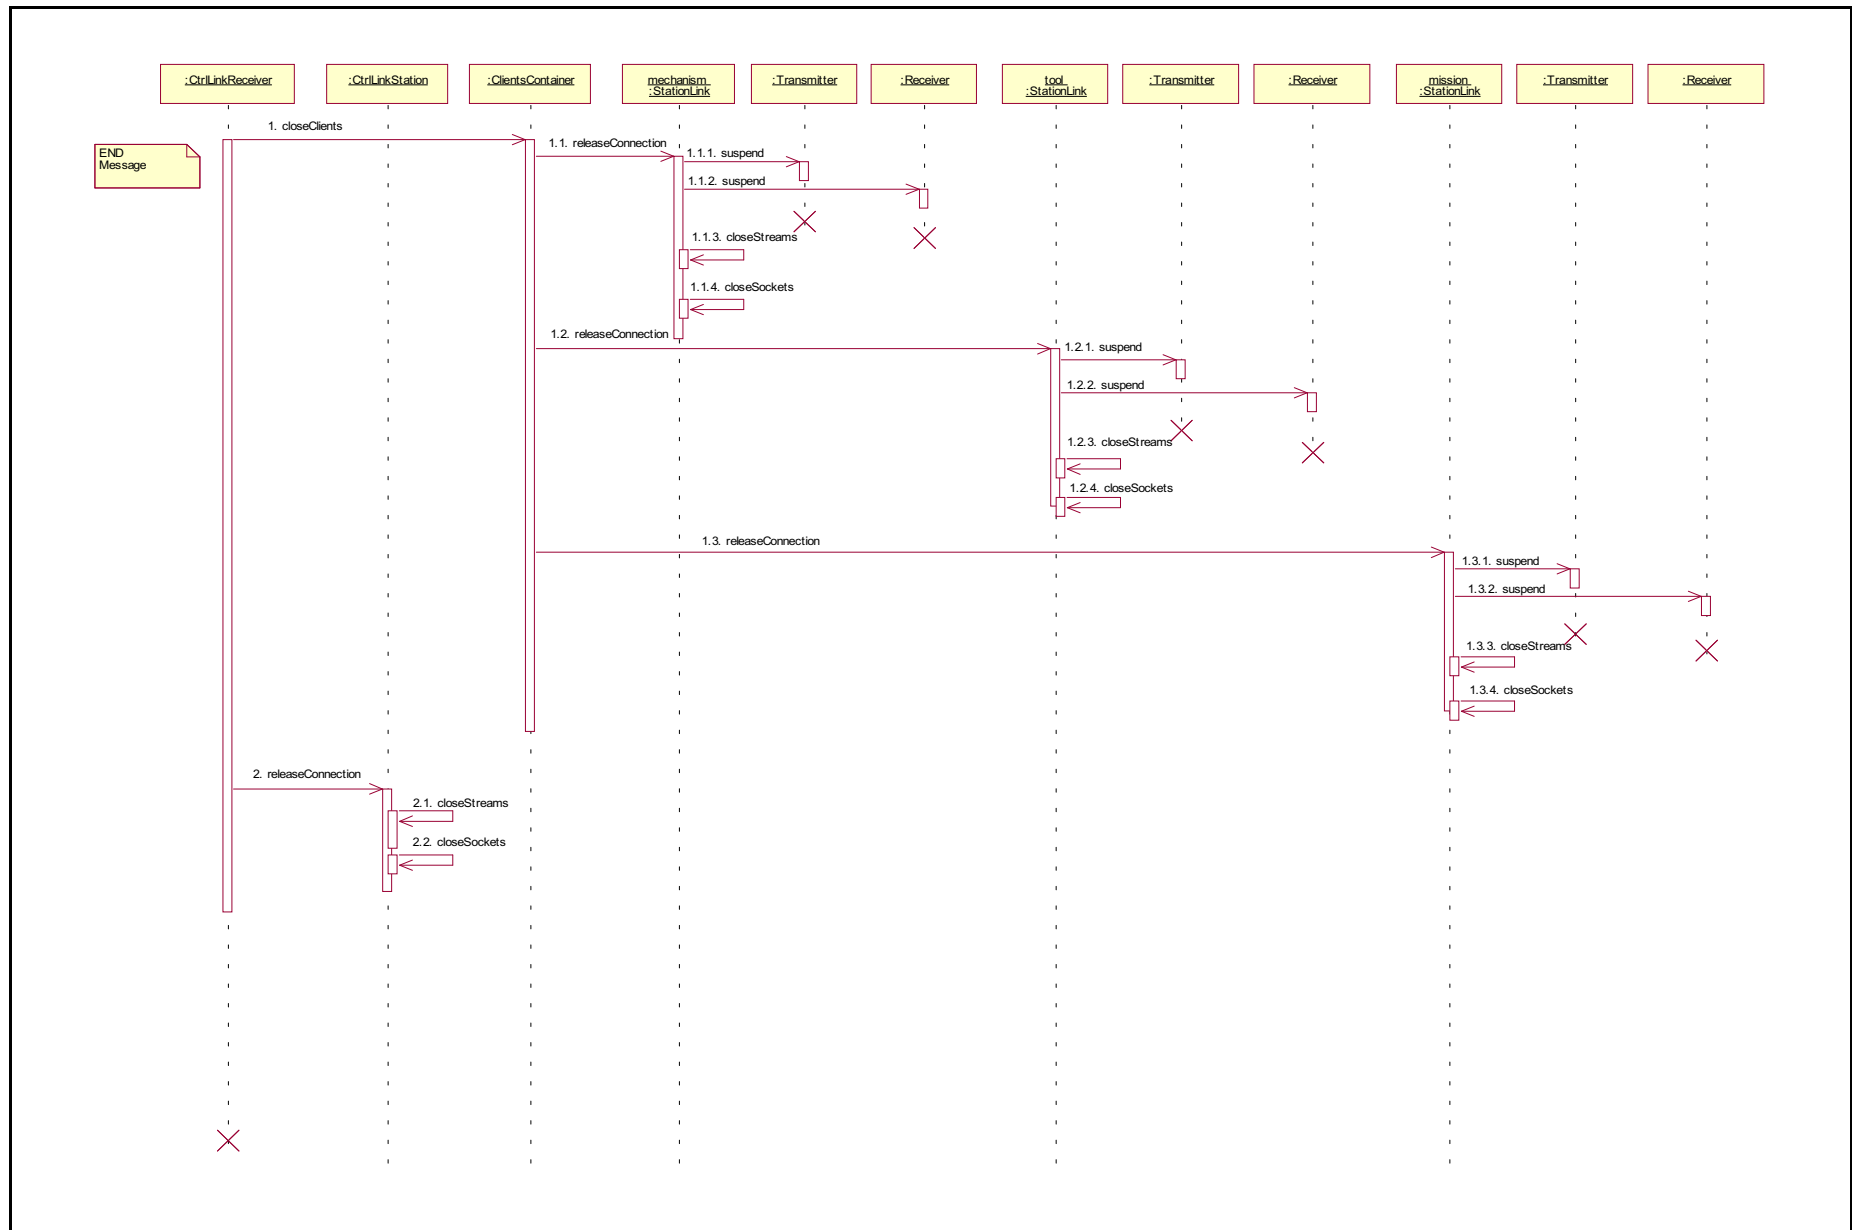 :CtrlLinkReceiver
:CtrlLinkStation
:ClientsContainer
mechanism
:StationLink
:Transmitter
:Receiver
tool
:StationLink
:Transmitter
:Receiver
mission
:StationLink
:Transmitter
:Receiver
END
Message
1. closeClients
1.1. releaseConnection
1.1.1. suspend
1.1.2. suspend
1.1.3. closeStreams
1.1.4. closeSockets
1.2. releaseConnection
1.2.1. suspend
1.2.2. suspend
1.2.3. closeStreams
1.2.4. closeSockets
1.3. releaseConnection
1.3.1. suspend
1.3.2. suspend
1.3.3. closeStreams
1.3.4. closeSockets
2. releaseConnection
2.1. closeStreams
2.2. closeSockets